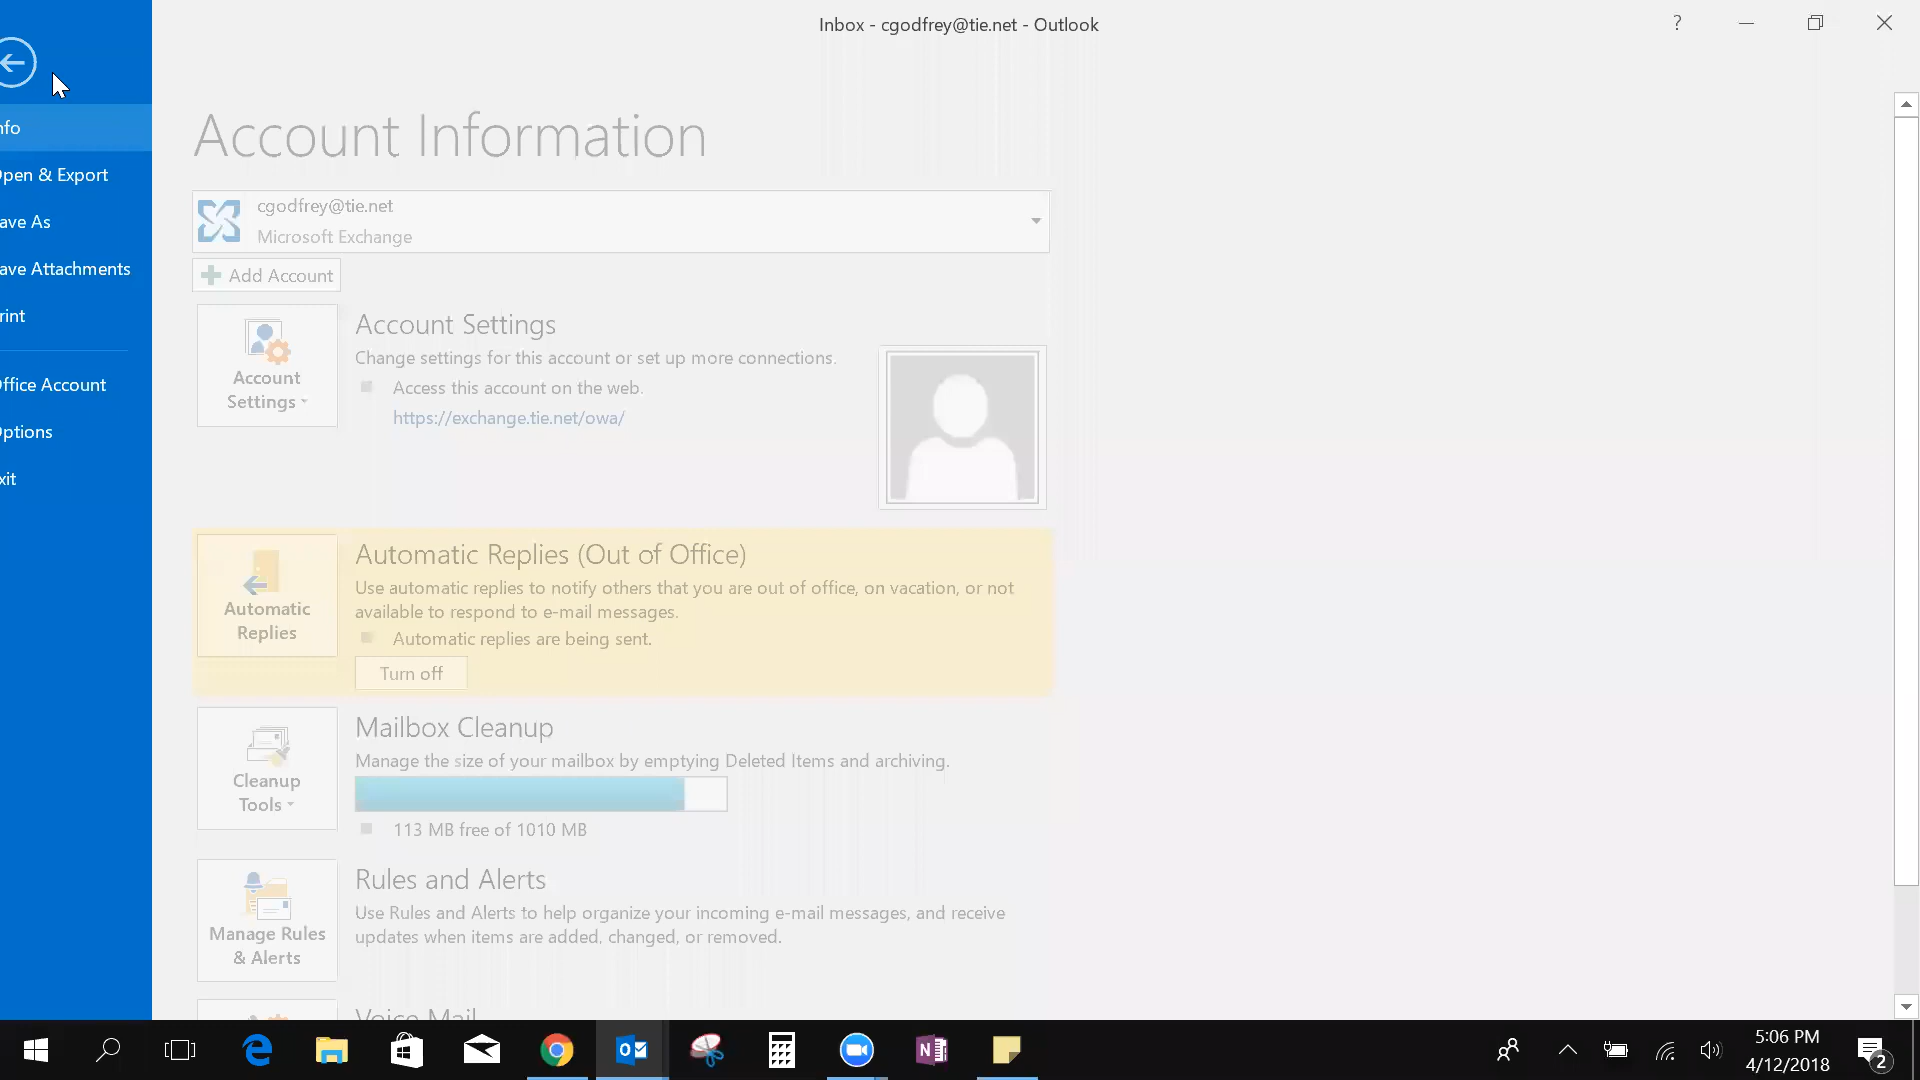 Inbox - cgodfrey@tie.net - Outlook
?
nfo
pen & Export
ave As
ave Attachments
rint
ffice Account
ptions
xit
Account Information
cgodfrey@tie.net
Microsoft Exchange
Add Account
Account
Settings
Account Settings
Change settings for this account or set up more connections.
Access this account on the web.
https://exchange.tie.net/owa/
Automatic
Replies
Automatic Replies (Out of Office)
Use automatic replies to notify others that you are out of office, on vacation, or not
available to respond to e-mail messages.
Automatic replies are being sent.
Turn off
Cleanup
Tools
Mailbox Cleanup
Manage the size of your mailbox by emptying Deleted Items and archiving.
113 MB free of 1010 MB
Manage Rules
& Alerts
Rules and Alerts
Use Rules and Alerts to help organize your incoming e-mail messages, and receive
updates when items are added, changed, or removed.
Voice Mail
5:06 PM
4/12/2018
2